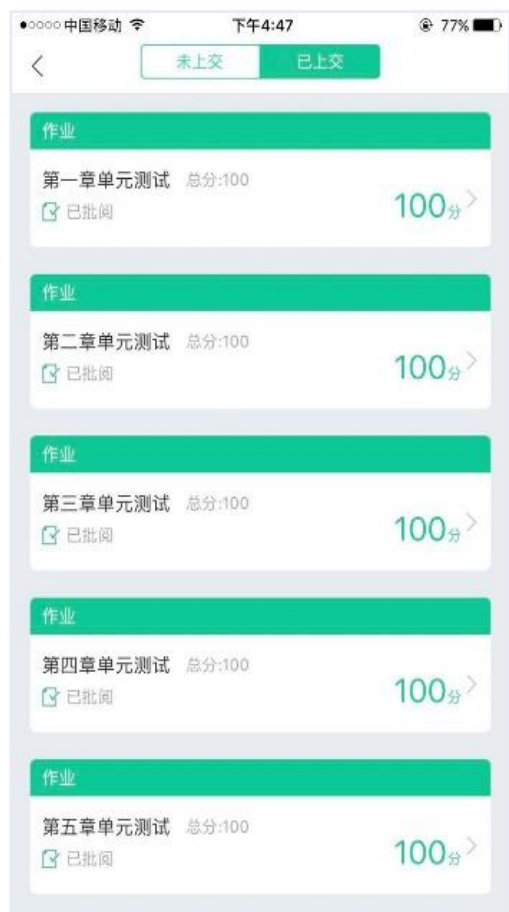 中国移动 下午4:47 77%
未上交 已上交
作业
第一章单元测试 总分:100
已批阅
100分
作业
第二章单元测试 总分:100
已批阅
100分
作业
第三章单元测试 总分:100
已批阅
100分
作业
第四章单元测试 总分:100
已批阅
100分
作业
第五章单元测试 总分:100
已批阅
100分